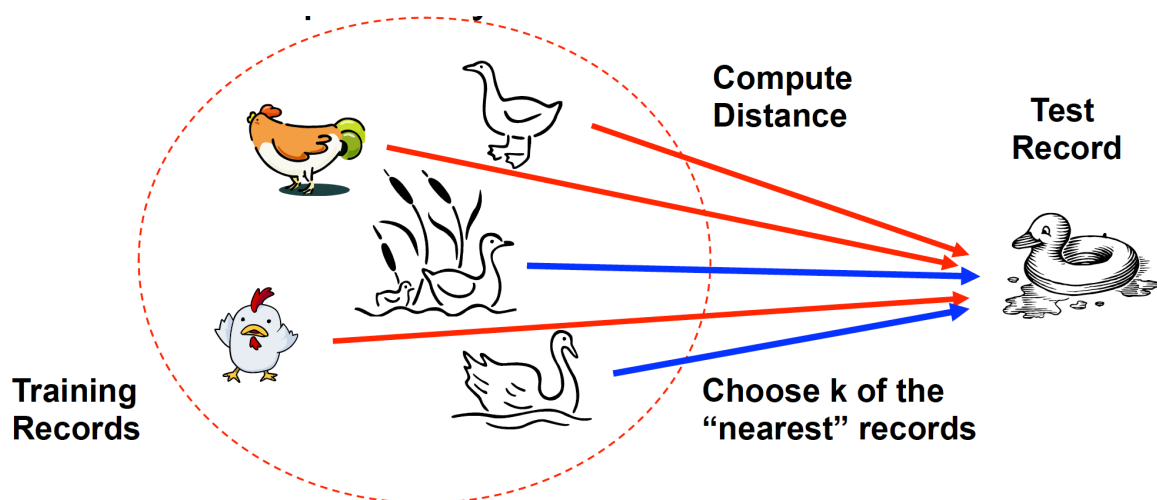 Compute
Distance
Test
Record
Training
Records
Choose k of the
“nearest” records